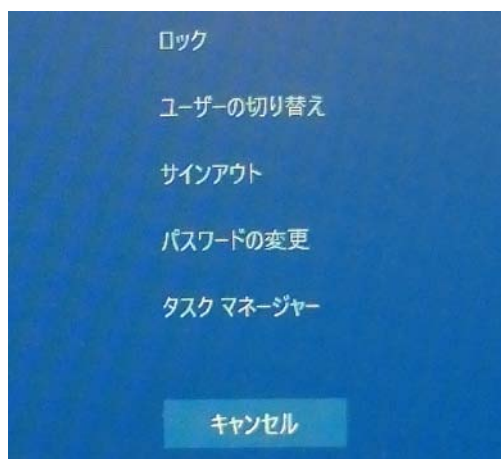 ロック
ユーザーの切り替え
サインアウト
パスワードの変更
タスク マネージャー
キャンセル